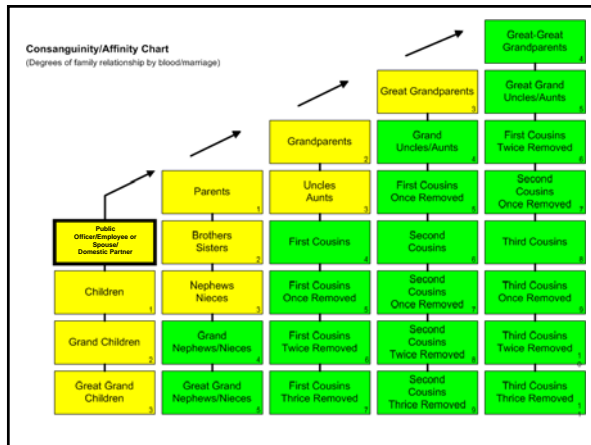 Consanguinity/Affinity Chart
(Degrees of family relationship by blood/marriage)
Public
Officer/Employee or
Spouse/
Domestic Partner
Children
1
Grand Children
2
Great Grand
Children
3
Parents
1
Brothers
Sisters
2
Nephews
Nieces
3
Grand
Nephews/Nieces
4
Great Grand
Nephews/Nieces
5
Grandparents
2
Uncles
Aunts
3
First Cousins
4
First Cousins
Once Removed
5
First Cousins
Twice Removed
6
First Cousins
Thrice Removed
7
Great Grandparents
3
Grand
Uncles/Aunts
4
First Cousins
Once Removed
5
Second
Cousins
6
Second
Cousins
Once Removed
7
Second
Cousins
Twice Removed
8
Second
Cousins
Thrice Removed
9
Great-Great
Grandparents
4
Great Grand
Uncles/Aunts
5
First Cousins
Twice Removed
6
Second
Cousins
Once Removed
7
Third Cousins
8
Third Cousins
Once Removed
9
Third Cousins
Twice Removed
1
0
Third Cousins
Thrice Removed
1
1